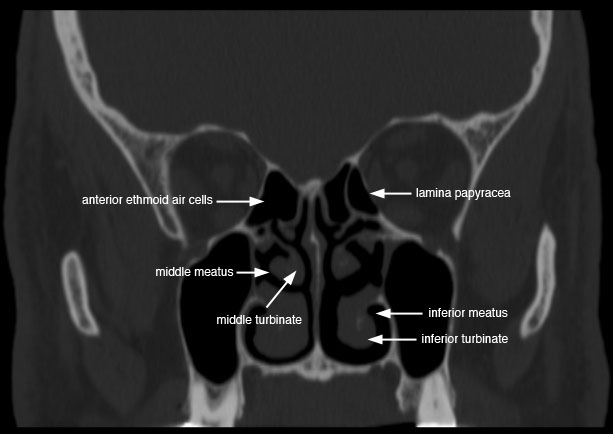 lamina papyracea
anterior ethmoid air cells
middle meatus
inferior meatus
middle turbinate
inferior turbinate